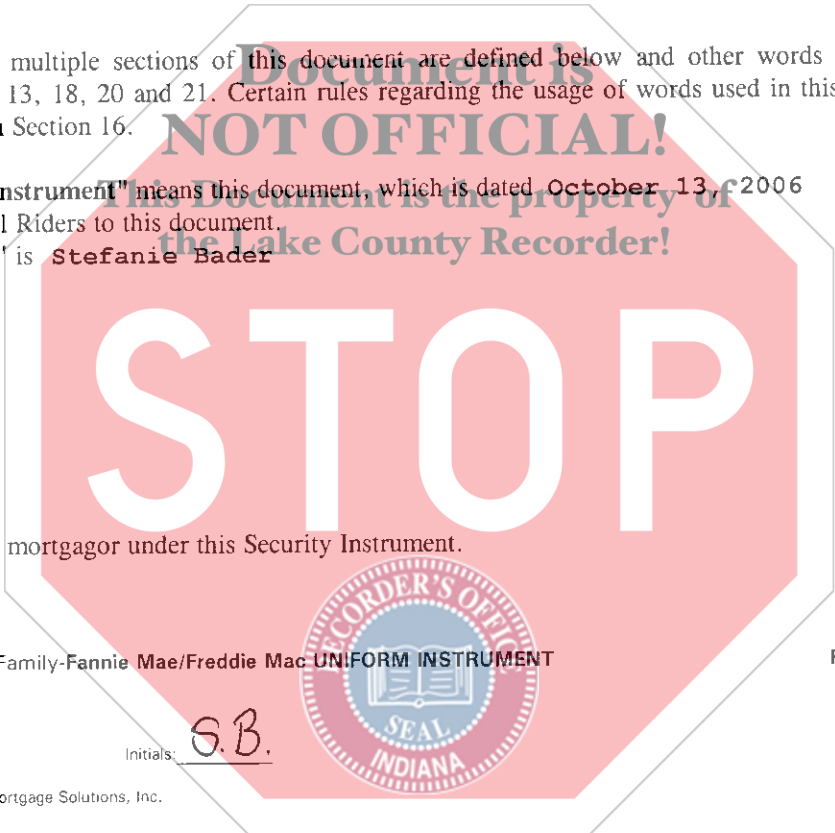 multiple sections of this document are defined below and other words
13, 18, 20 and 21. Certain rules regarding the usage of words used in this
Section 16.
Document is
NOT OFFICIAL!
This Document is the property of
the Lake County Recorder!
nstrument" means this document, which is dated October 13, 2006
l Riders to this document.
" is Stefanie Bader
STOP
mortgagor under this Security Instrument.
RECORDER'S OFFICE
SEAL
INDIANA
Family-Fannie Mae/Freddie Mac UNIFORM INSTRUMENT
Initials: S.B.
ortgage Solutions, Inc.